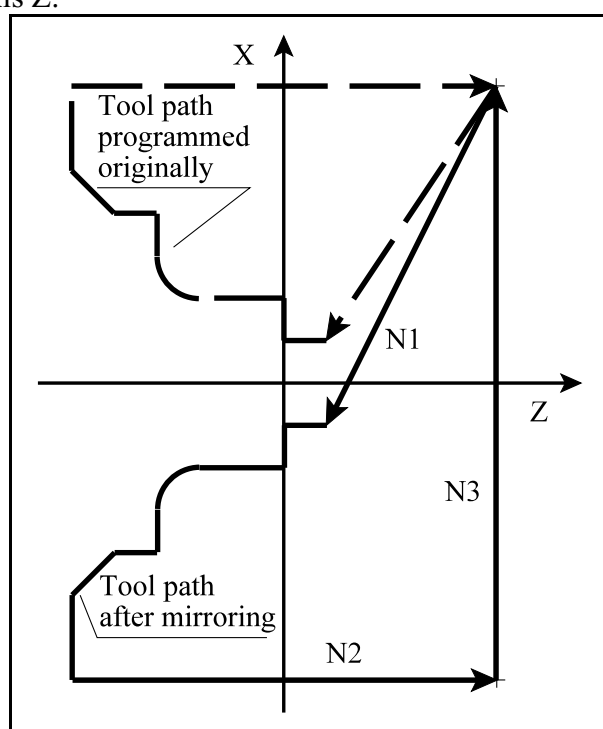 X
Tool path
programmed
originally
N1
Z
N3
Tool path
after mirroring
N2